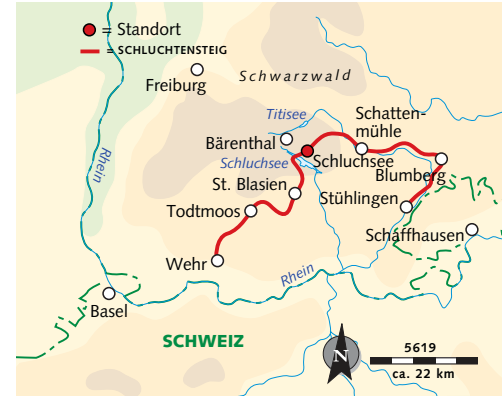 = Standort
= SCHLUCHTENSTEIG
Freiburg
Schwarzwald
Titisee
Schatten-
mühle
Bärenthal
Rhein
Schluchsee
Schluchsee
Blumberg
St. Blasien
Stühlingen
Todtmoos
Schaffhausen
Wehr
Rhein
Basel
SCHWEIZ
N
5619
ca. 22 km